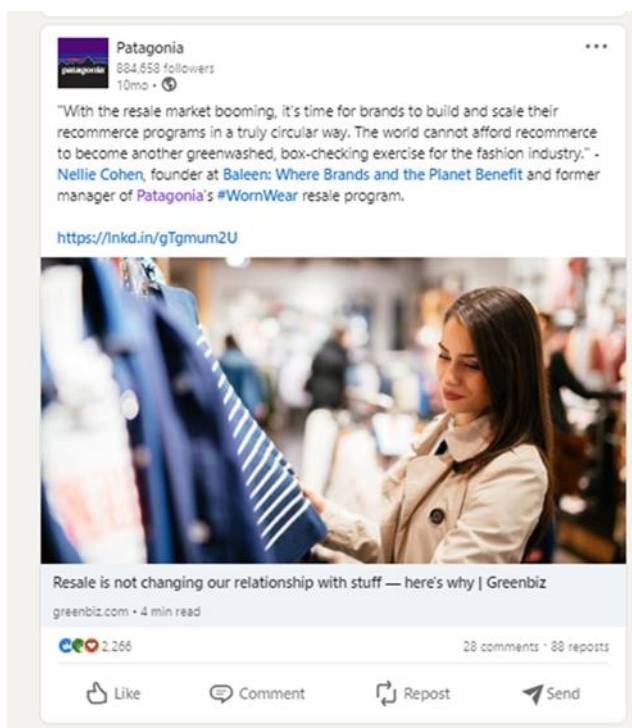 Patagonia
patagonia
884,658 followers
10mo •
"With the resale market booming, it's time for brands to build and scale their
recommerce programs in a truly circular way. The world cannot afford recommerce
to become another greenwashed, box-checking exercise for the fashion industry." -
Nellie Cohen, founder at Baleen: Where Brands and the Planet Benefit and former
manager of Patagonia's #WornWear resale program.
https://lnkd.in/gTgmum2U
Resale is not changing our relationship with stuff — here's why | Greenbiz
greenbiz.com • 4 min read
2,266
28 comments · 88 reposts
Like Comment Repost Send